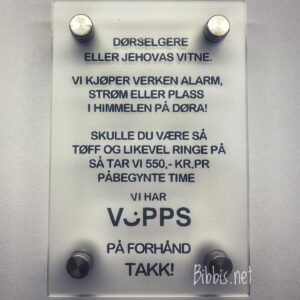 DØRSELGERE
ELLER JEHOVAS VITNE.
VI KJØPER VERKEN ALARM,
STRØM ELLER PLASS
I HIMMELEN PÅ DØRA!
SKULLE DU VÆRE SÅ
TØFF OG LIKEVEL RINGE PÅ
SÅ TAR VI 550,- KR,PR
PÅBEGYNTE TIME
VI HAR
VIPPS
PÅ FORHÅND
TAKK!
Bibbis.net